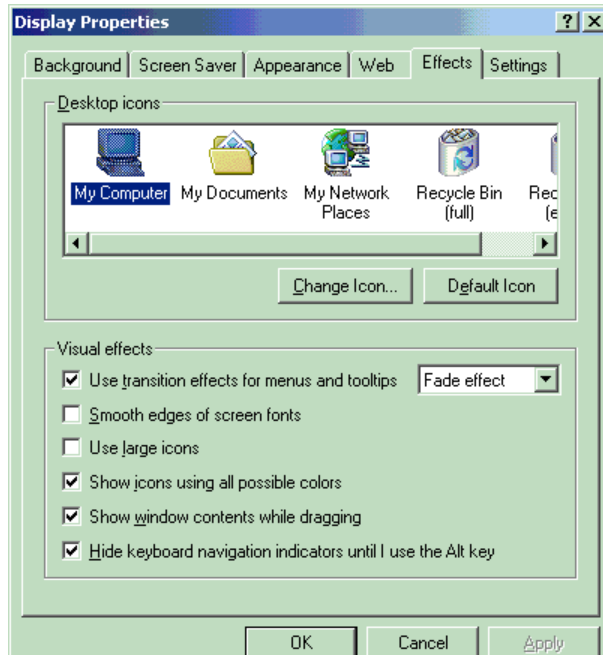 Display Properties
Background Screen Saver Appearance Web Effects Settings
Desktop icons
My Computer My Documents My Network Places Recycle Bin (full) Rec (e
Change Icon... Default Icon
Visual effects
Use transition effects for menus and tooltips Fade effect
Smooth edges of screen fonts
Use large icons
Show icons using all possible colors
Show window contents while dragging
Hide keyboard navigation indicators until I use the Alt key
OK Cancel Apply